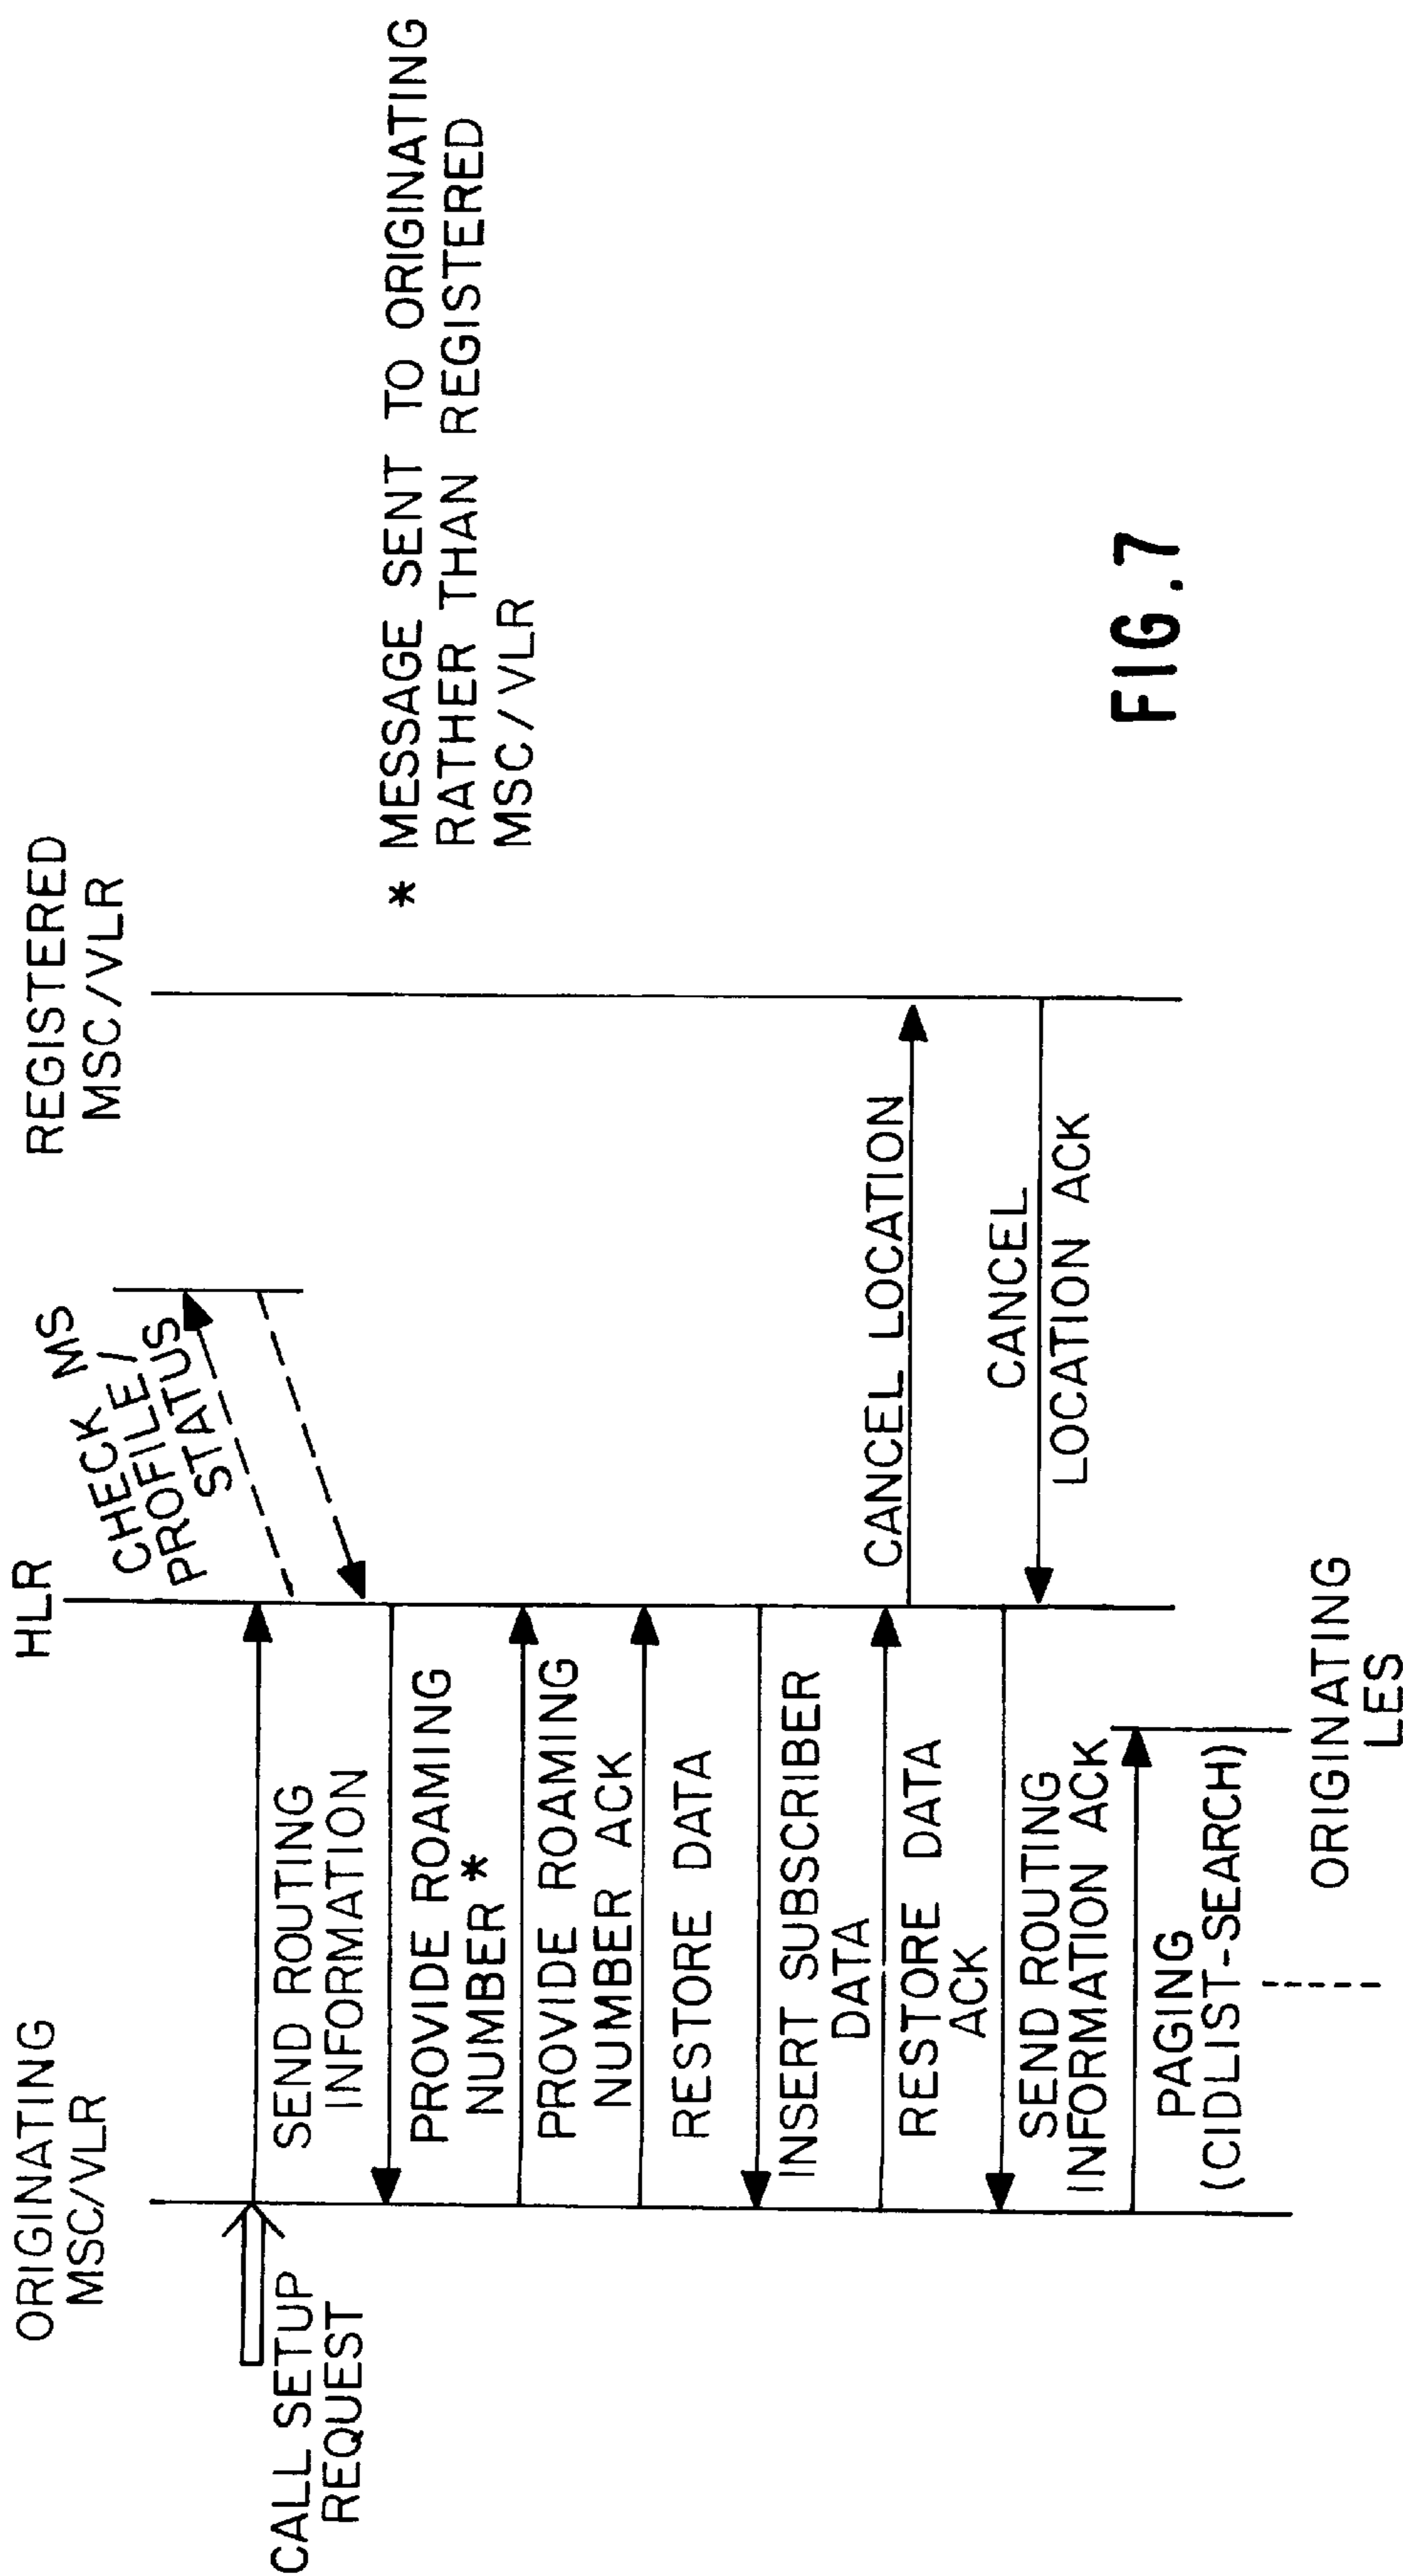 ORIGINATING
MSC/VLR
HLR
REGISTERED
MSC/VLR
CALL SETUP
REQUEST
CHECK MS
PROFILE/
STATUS
SEND ROUTING
INFORMATION
PROVIDE ROAMING
NUMBER *
PROVIDE ROAMING
NUMBER ACK
RESTORE DATA
INSERT SUBSCRIBER
DATA
RESTORE DATA
ACK
CANCEL LOCATION
SEND ROUTING
INFORMATION ACK
CANCEL
LOCATION ACK
PAGING
(CIDLIST-SEARCH)
ORIGINATING
LES
* MESSAGE SENT TO ORIGINATING
RATHER THAN REGISTERED
MSC/VLR
FIG.7